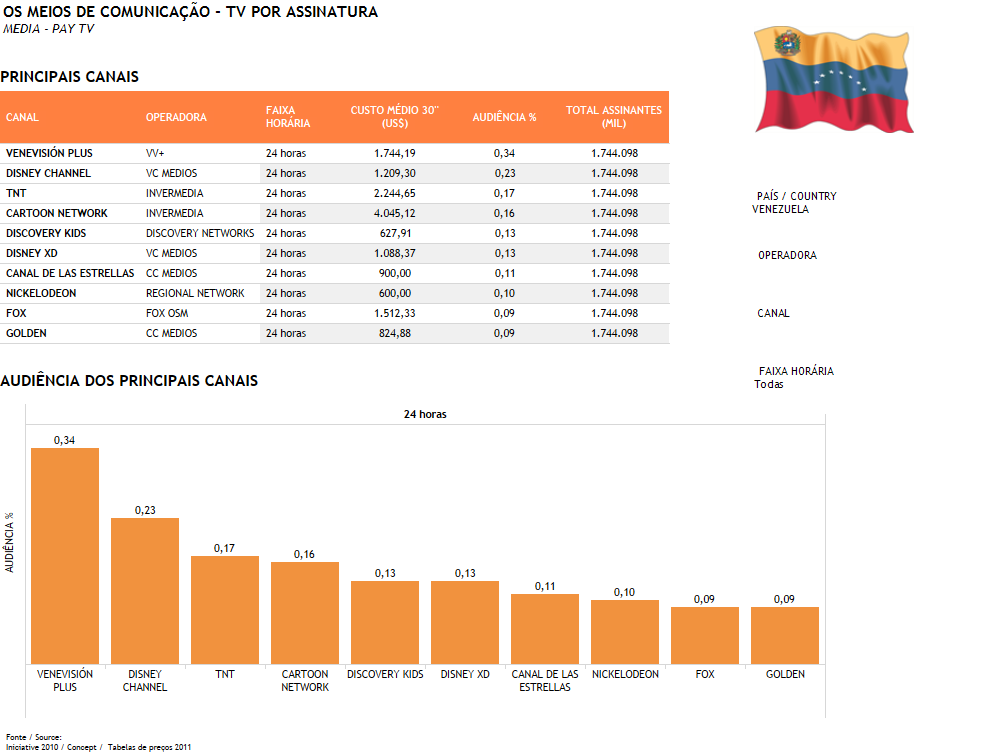 OS MEIOS DE COMUNICAÇÃO - TV POR ASSINATURA
MEDIA - PAY TV
PRINCIPAIS CANAIS
CANAL OPERADORA FAIXA HORÁRIA CUSTO MÉDIO 30" (US$) AUDIÊNCIA % TOTAL ASSINANTES (MIL)
VENEVISIÓN PLUS VV+ 24 horas 1.744,19 0,34 1.744.098
DISNEY CHANNEL VC MEDIOS 24 horas 1.209,30 0,23 1.744.098
TNT INVERMEDIA 24 horas 2.244,65 0,17 1.744.098
CARTOON NETWORK INVERMEDIA 24 horas 4.045,12 0,16 1.744.098
DISCOVERY KIDS DISCOVERY NETWORKS 24 horas 627,91 0,13 1.744.098
DISNEY XD VC MEDIOS 24 horas 1.088,37 0,13 1.744.098
CANAL DE LAS ESTRELLAS CC MEDIOS 24 horas 900,00 0,11 1.744.098
NICKELODEON REGIONAL NETWORK 24 horas 600,00 0,10 1.744.098
FOX FOX OSM 24 horas 1.512,33 0,09 1.744.098
GOLDEN CC MEDIOS 24 horas 824,88 0,09 1.744.098
PAÍS / COUNTRY
VENEZUELA
OPERADORA
CANAL
FAIXA HORÁRIA
Todas
AUDIÊNCIA DOS PRINCIPAIS CANAIS
24 horas
AUDIÊNCIA %
0,34 0,23 0,17 0,16 0,13 0,13 0,11 0,10 0,09 0,09
VENEVISIÓN PLUS DISNEY CHANNEL TNT CARTOON NETWORK DISCOVERY KIDS DISNEY XD CANAL DE LAS ESTRELLAS NICKELODEON FOX GOLDEN
Fonte / Source:
Iniciative 2010 / Concept / Tabelas de preços 2011